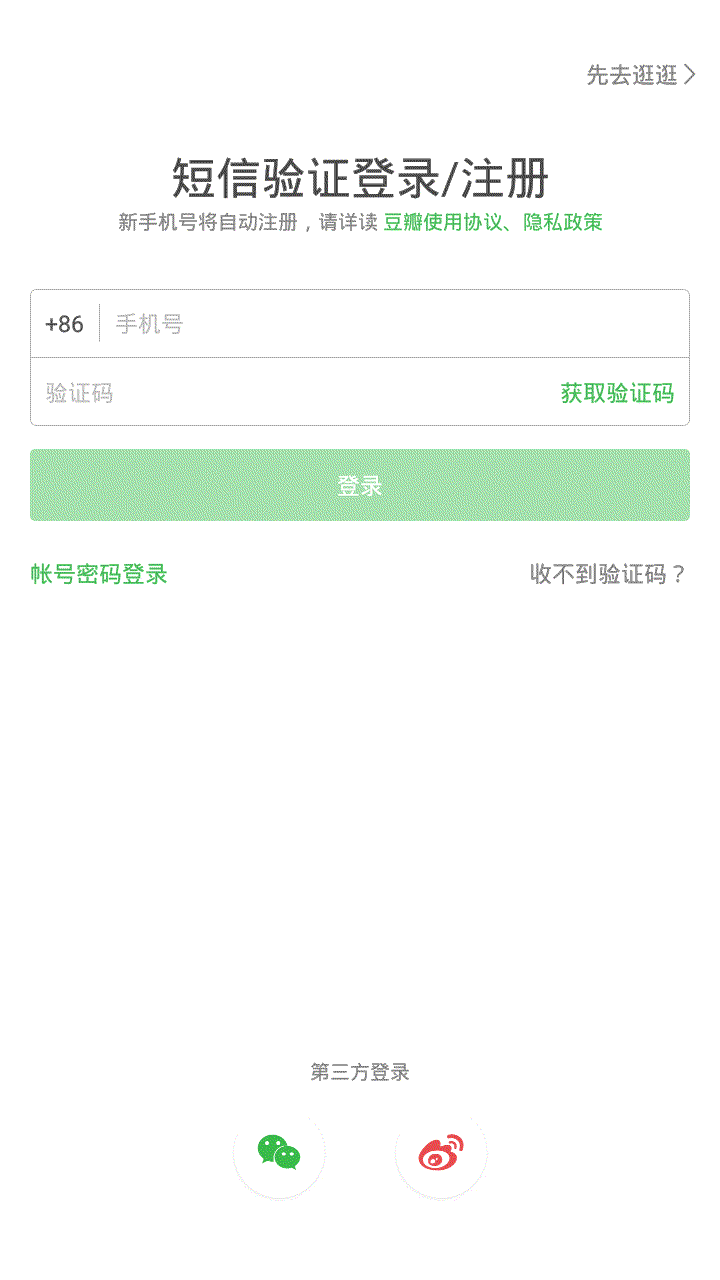 先去逛逛
短信验证登录/注册
新手机号将自动注册，请详读 豆瓣使用协议、隐私政策
+86 手机号
验证码 获取验证码
登录
帐号密码登录 收不到验证码？
第三方登录